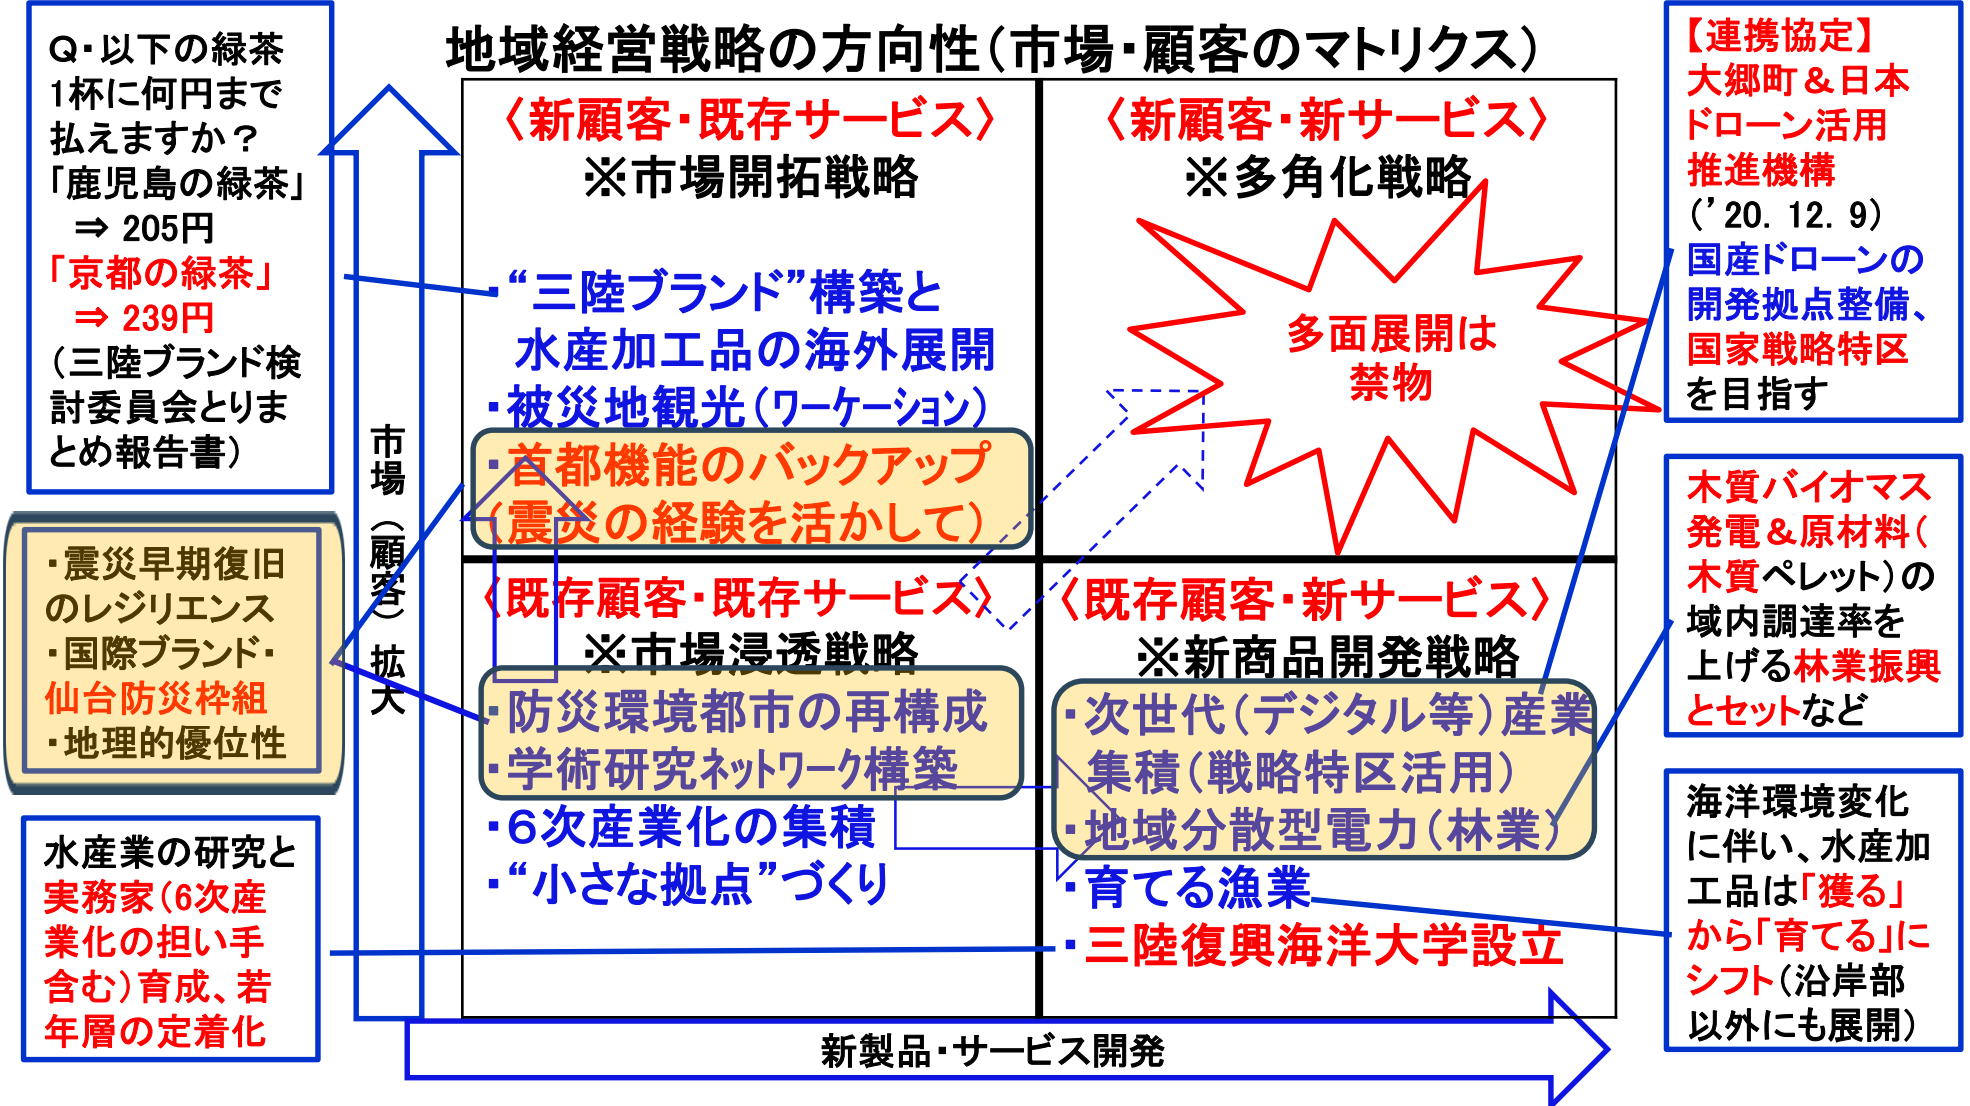 地域経営戦略の方向性（市場・顧客のマトリクス）
Ｑ・以下の緑茶
1杯に何円まで
払えますか？
「鹿児島の緑茶」
⇒ 205円
「京都の緑茶」
⇒ 239円
（三陸ブランド検
討委員会とりま
とめ報告書）
・震災早期復旧
のレジリエンス
・国際ブランド・
仙台防災枠組
・地理的優位性
水産業の研究と
実務家（6次産
業化の担い手
含む）育成、若
年層の定着化
市場（顧客）拡大
〈新顧客・既存サービス〉
※市場開拓戦略
・“三陸ブランド”構築と
水産加工品の海外展開
・被災地観光（ワーケーション）
・首都機能のバックアップ
（震災の経験を活かして）
〈新顧客・新サービス〉
※多角化戦略
多面展開は
禁物
〈既存顧客・既存サービス〉
※市場浸透戦略
・防災環境都市の再構成
・学術研究ネットワーク構築
・６次産業化の集積
・“小さな拠点”づくり
〈既存顧客・新サービス〉
※新商品開発戦略
・次世代（デジタル等）産業
集積（戦略特区活用）
・地域分散型電力（林業）
・育てる漁業
・三陸復興海洋大学設立
新製品・サービス開発
【連携協定】
大郷町＆日本
ドローン活用
推進機構
（’20．12．9）
国産ドローンの
開発拠点整備、
国家戦略特区
を目指す
木質バイオマス
発電＆原材料（
木質ペレット）の
域内調達率を
上げる林業振興
とセットなど
海洋環境変化
に伴い、水産加
工品は「獲る」
から「育てる」に
シフト（沿岸部
以外にも展開）